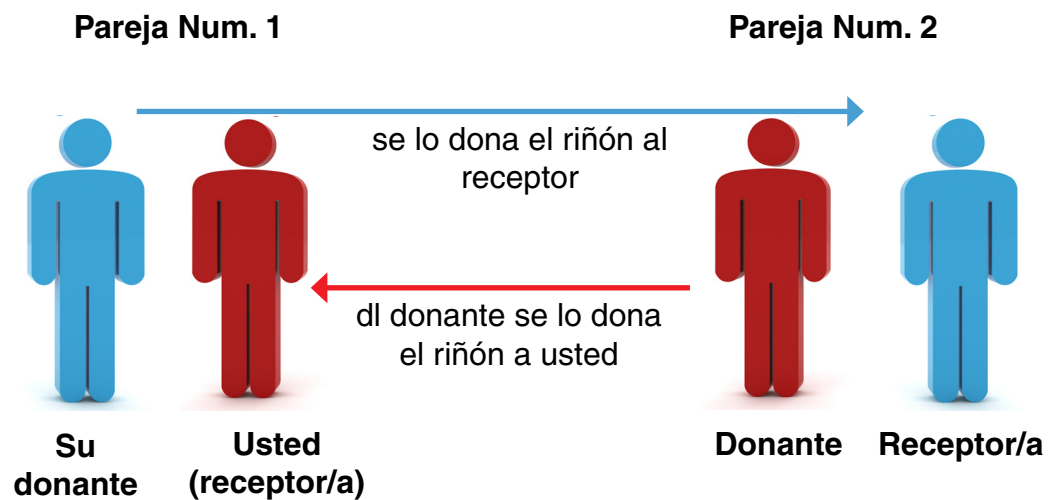 Pareja Num. 1
Pareja Num. 2
se lo dona el riñón al
receptor
dl donante se lo dona
el riñón a usted
Su
donante
Usted
(receptor/a)
Donante
Receptor/a